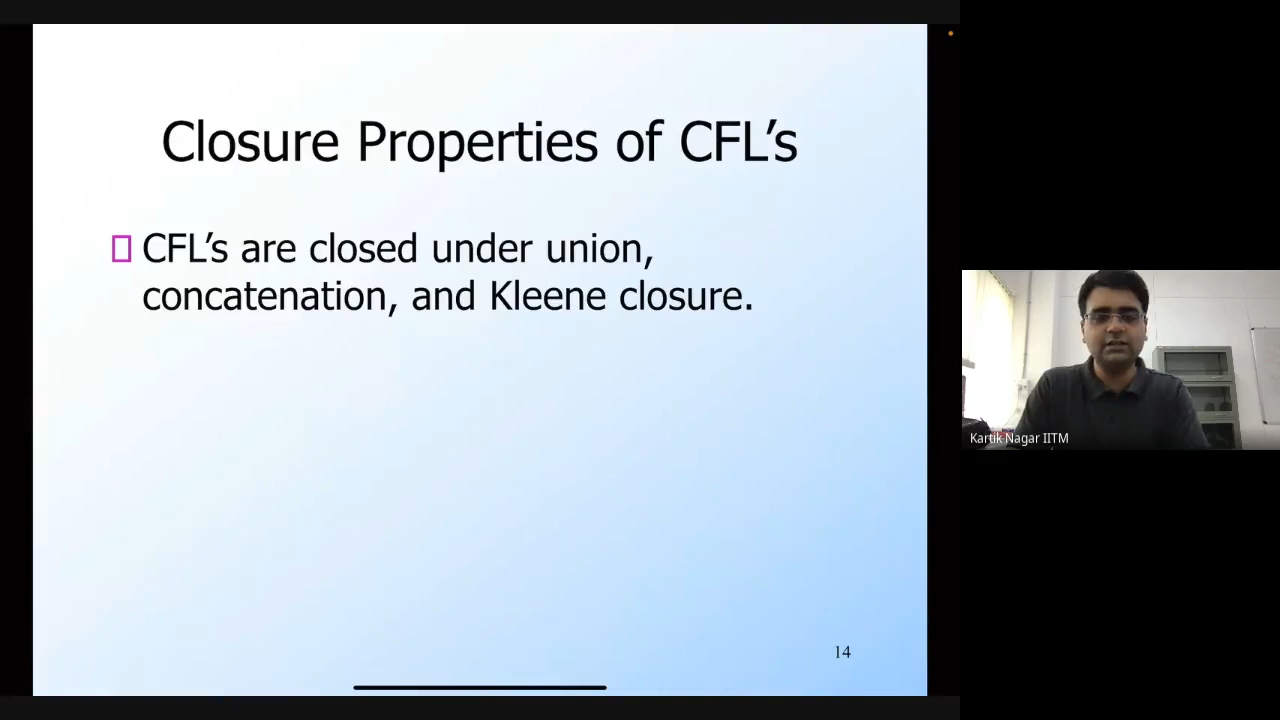 Closure Properties of CFL’s
CFL’s are closed under union,
concatenation, and Kleene closure.
14
Kartik Nagar IITM